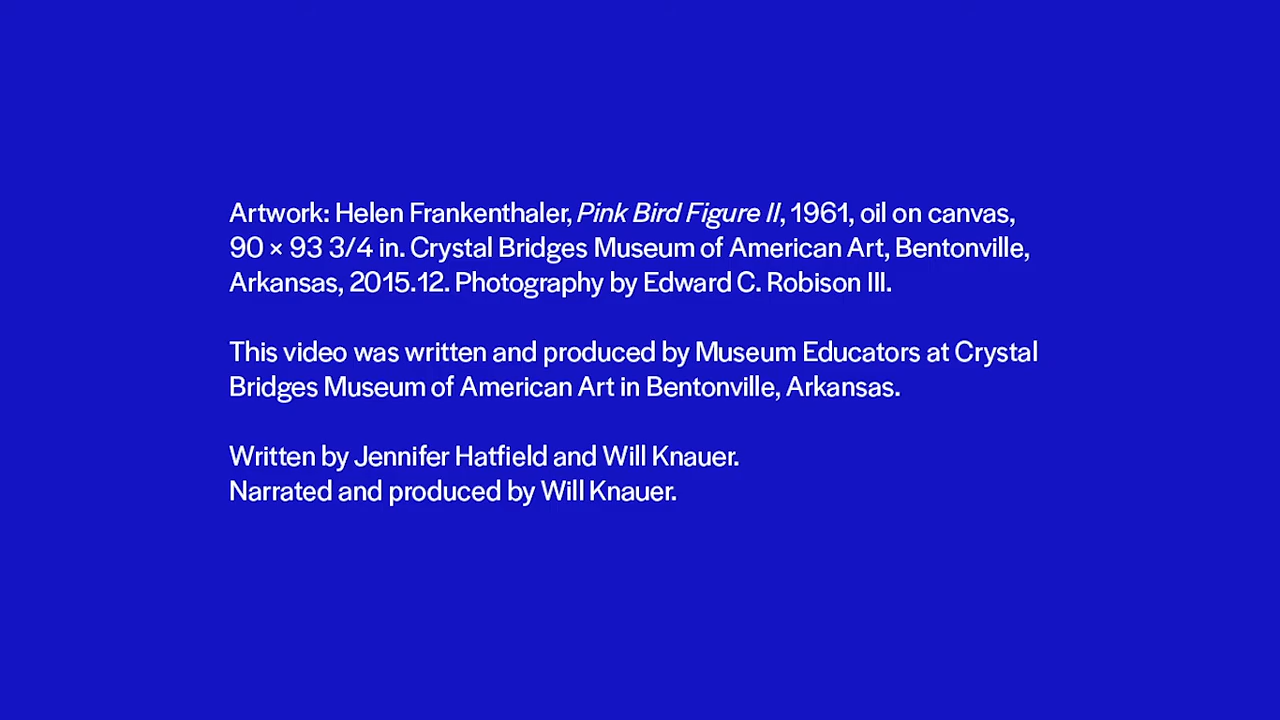 Artwork: Helen Frankenthaler, Pink Bird Figure II, 1961, oil on canvas,
90 × 93 3/4 in. Crystal Bridges Museum of American Art, Bentonville,
Arkansas, 2015.12. Photography by Edward C. Robison III.
This video was written and produced by Museum Educators at Crystal
Bridges Museum of American Art in Bentonville, Arkansas.
Written by Jennifer Hatfield and Will Knauer.
Narrated and produced by Will Knauer.